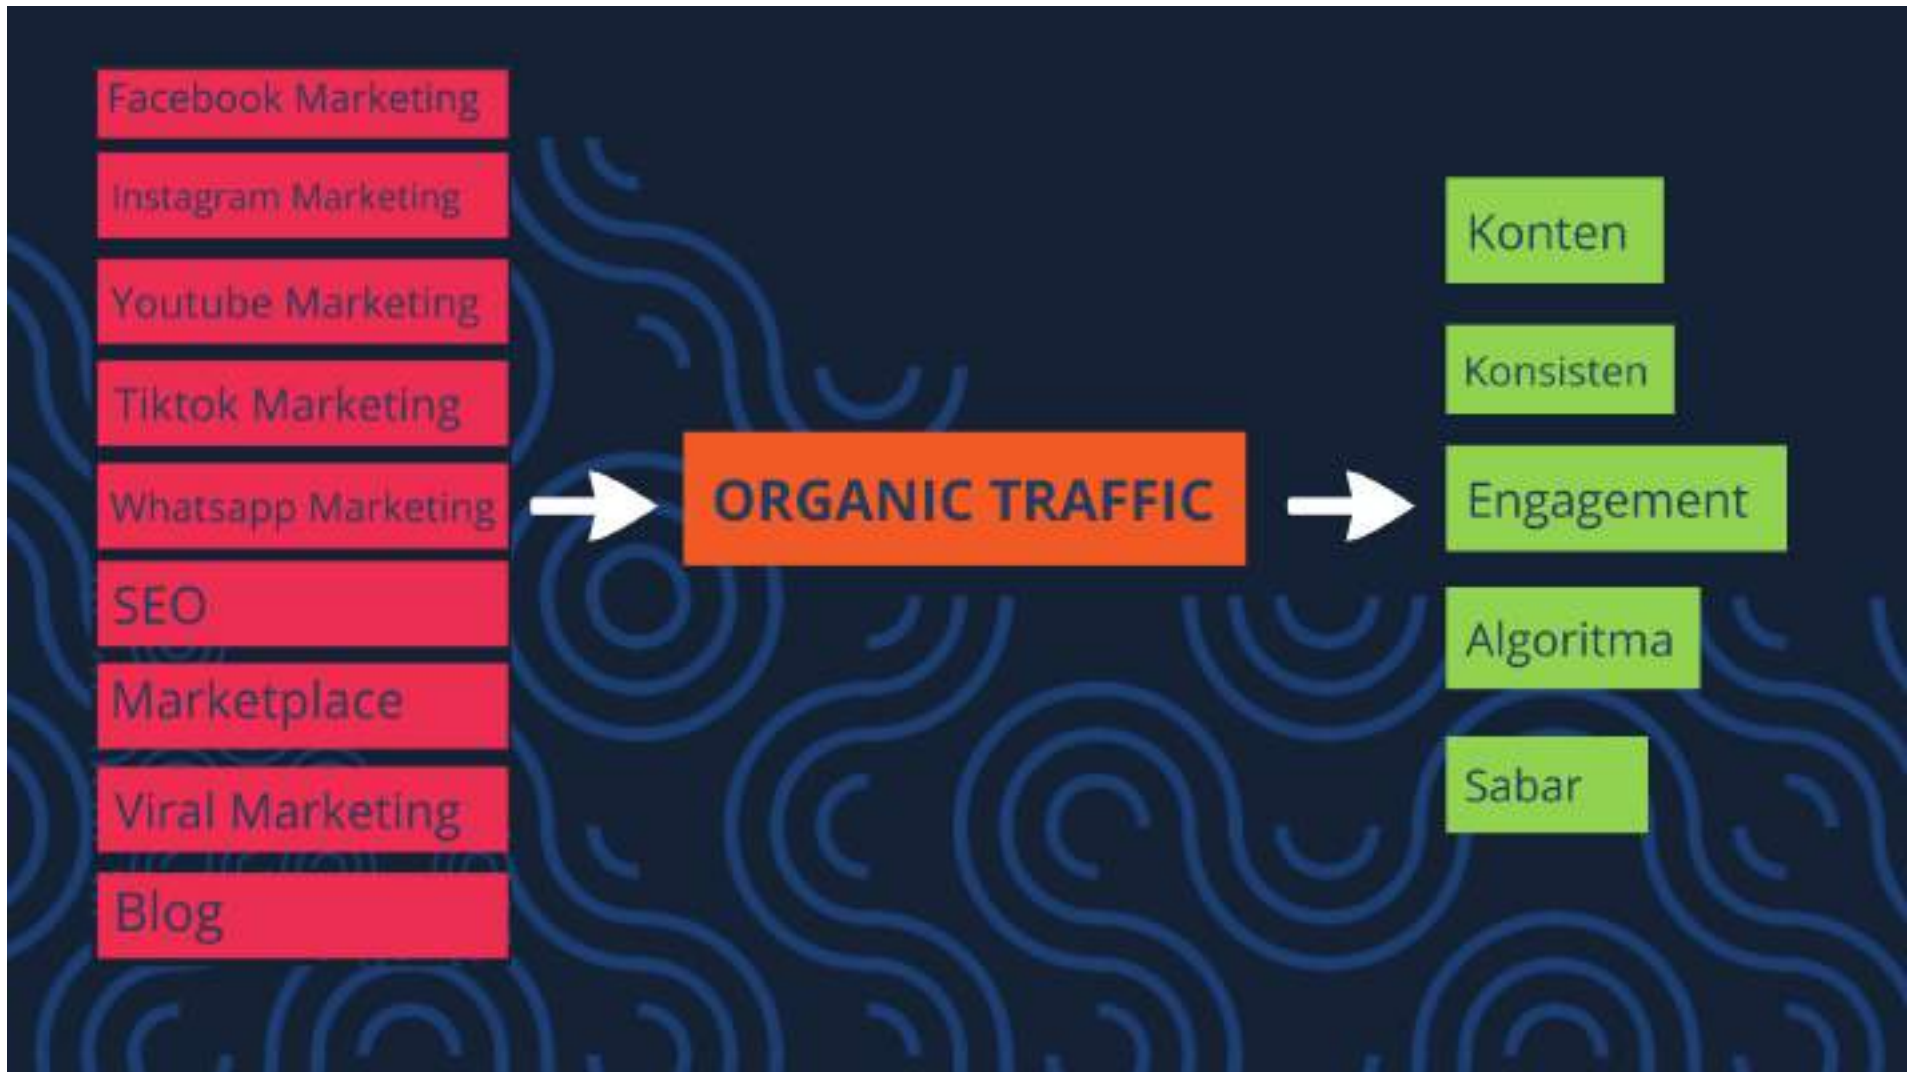 Facebook Marketing
Instagram Marketing
Youtube Marketing
Tiktok Marketing
Whatsapp Marketing
SEO
Marketplace
Viral Marketing
Blog
ORGANIC TRAFFIC
Konten
Konsisten
Engagement
Algoritma
Sabar